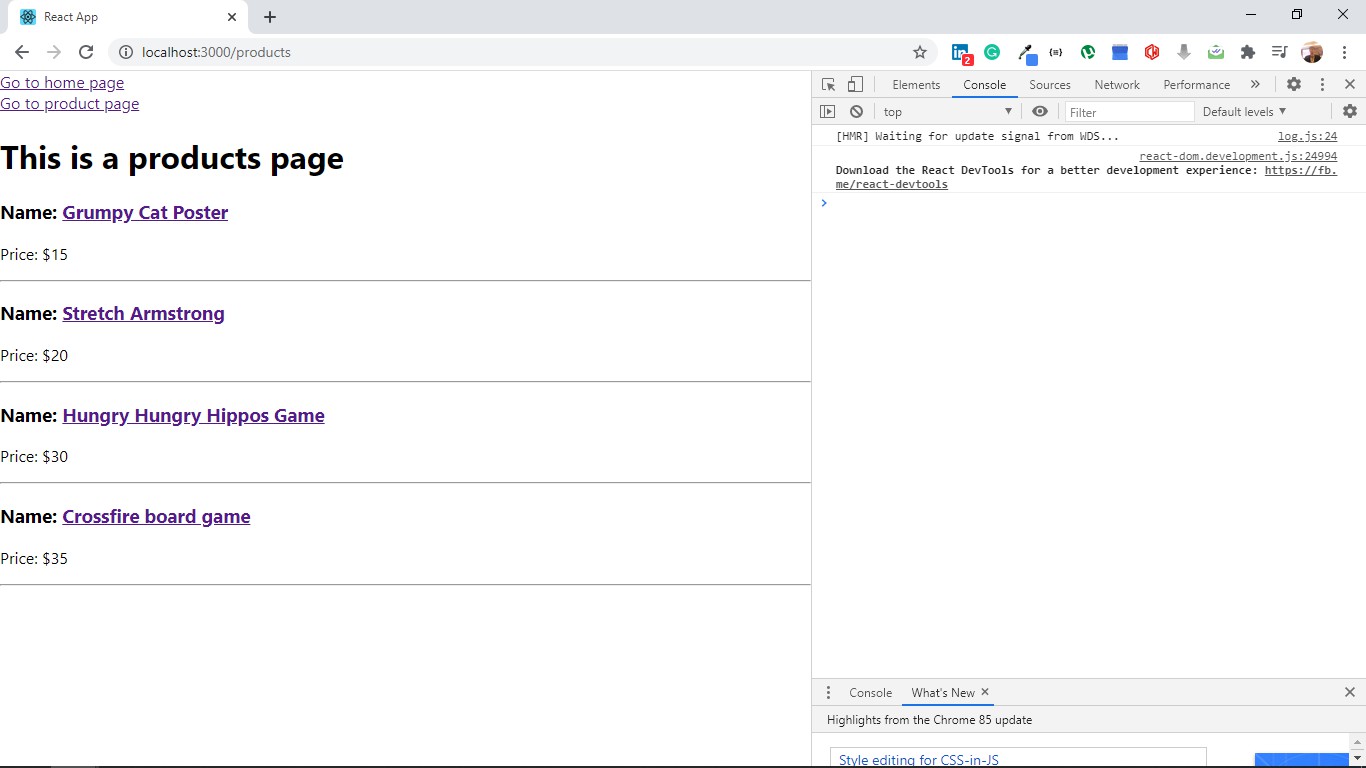 React App
localhost:3000/products
2
Go to home page
Go to product page
This is a products page
Name: Grumpy Cat Poster
Price: $15
Name: Stretch Armstrong
Price: $20
Name: Hungry Hungry Hippos Game
Price: $30
Name: Crossfire board game
Price: $35
Elements Console Sources Network Performance »
top Filter Default levels
[HMR] Waiting for update signal from WDS... log.js:24
react-dom.development.js:24994
Download the React DevTools for a better development experience: https://fb.
me/react-devtools
Console What's New
Highlights from the Chrome 85 update
Style editing for CSS-in-JS